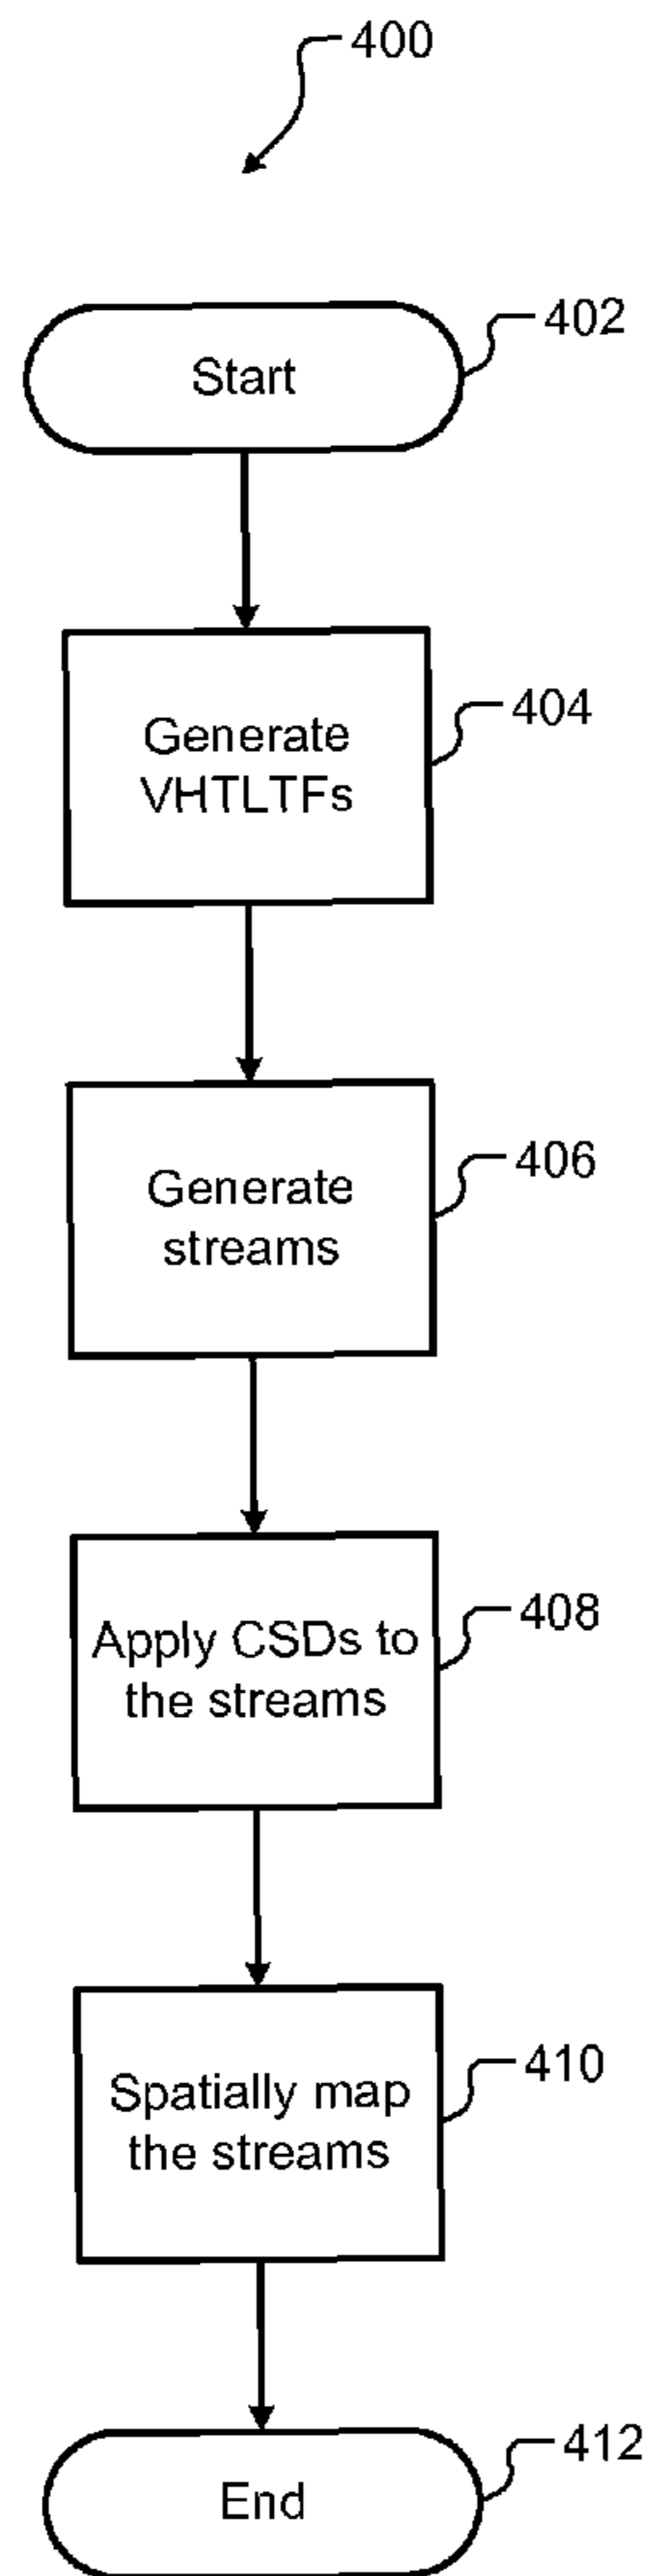 400
402
Start
404
Generate
VHTLTFs
406
Generate
streams
408
Apply CSDs to
the streams
410
Spatially map
the streams
412
End